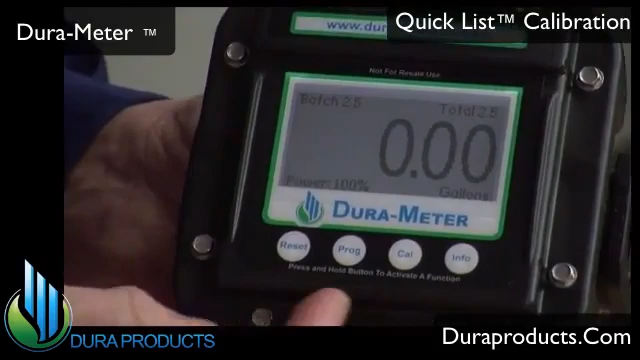 Dura-Meter ™
Quick List™ Calibration
www.dur
Not For Resale Use
Batch 2.5
Total 2.5
0.00
Power: 100%
Gallons
DURA-METER
Reset
Prog
Cal
Info
Press and Hold Button To Activate A Function
DURA PRODUCTS
Duraproducts.Com